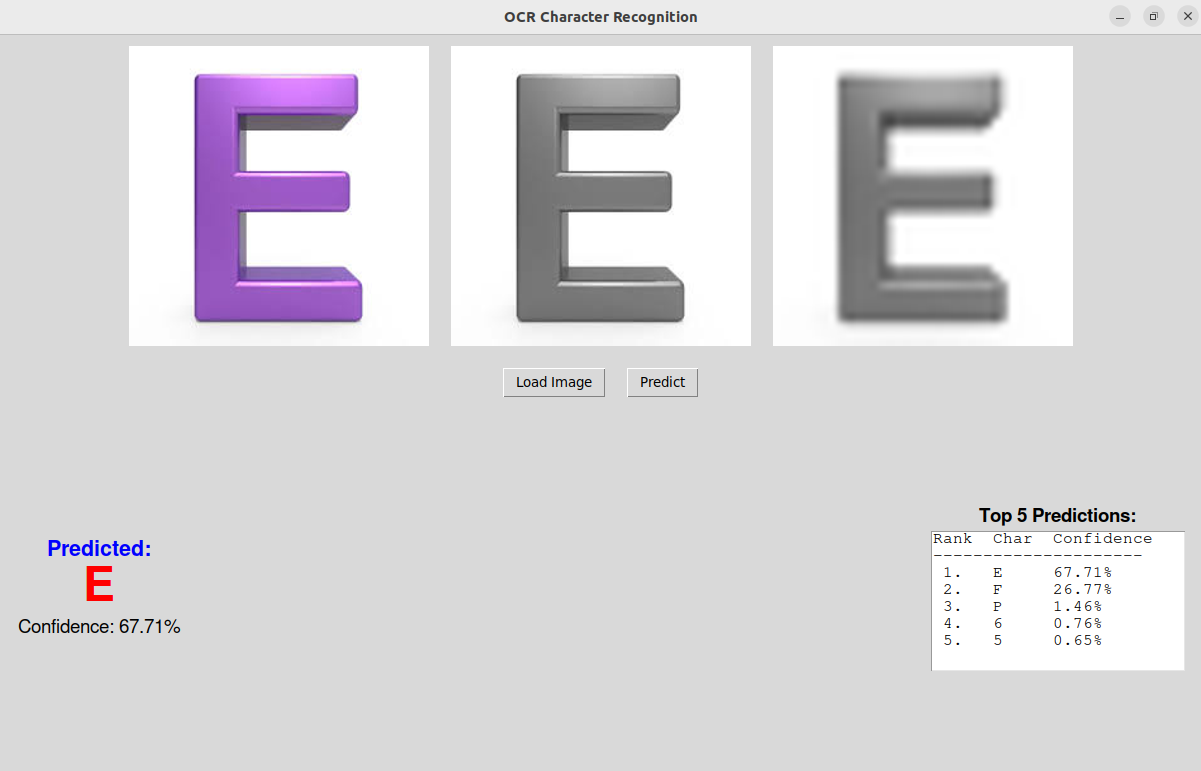 OCR Character Recognition
E E E
Load Image Predict
Predicted:
E
Confidence: 67.71%
Top 5 Predictions:
Rank Char Confidence
---------------------
1. E 67.71%
2. F 26.77%
3. P 1.46%
4. 6 0.76%
5. 5 0.65%